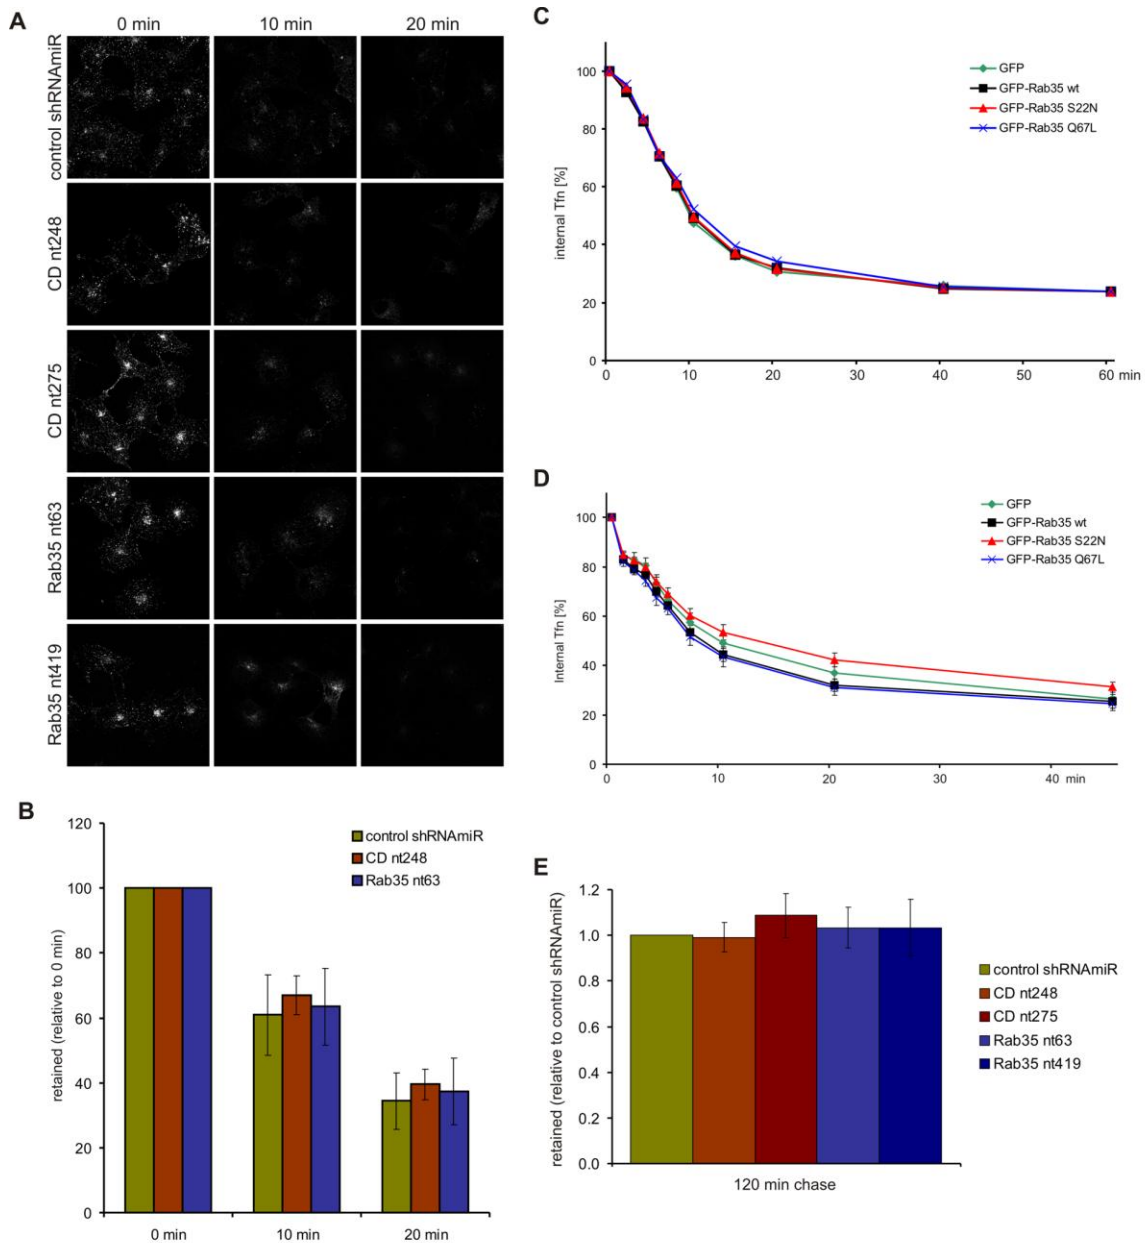 A
0 min 10 min 20 min
control shRNAmiR
CD nt248
CD nt275
Rab35 nt63
Rab35 nt419
B
120
100
80
60
40
20
0
retained (relative to 0 min)
control shRNAmiR
CD nt248
Rab35 nt63
0 min 10 min 20 min
C
100
80
60
40
20
0
internal Tfn [%]
GFP
GFP-Rab35 wt
GFP-Rab35 S22N
GFP-Rab35 Q67L
0 10 20 30 40 50 60 min
D
100
80
60
40
20
0
Internal Tfn [%]
GFP
GFP-Rab35 wt
GFP-Rab35 S22N
GFP-Rab35 Q67L
0 10 20 30 40 min
E
1.2
1.0
0.8
0.6
0.4
0.2
0.0
retained (relative to control shRNAmiR)
control shRNAmiR
CD nt248
CD nt275
Rab35 nt63
Rab35 nt419
120 min chase